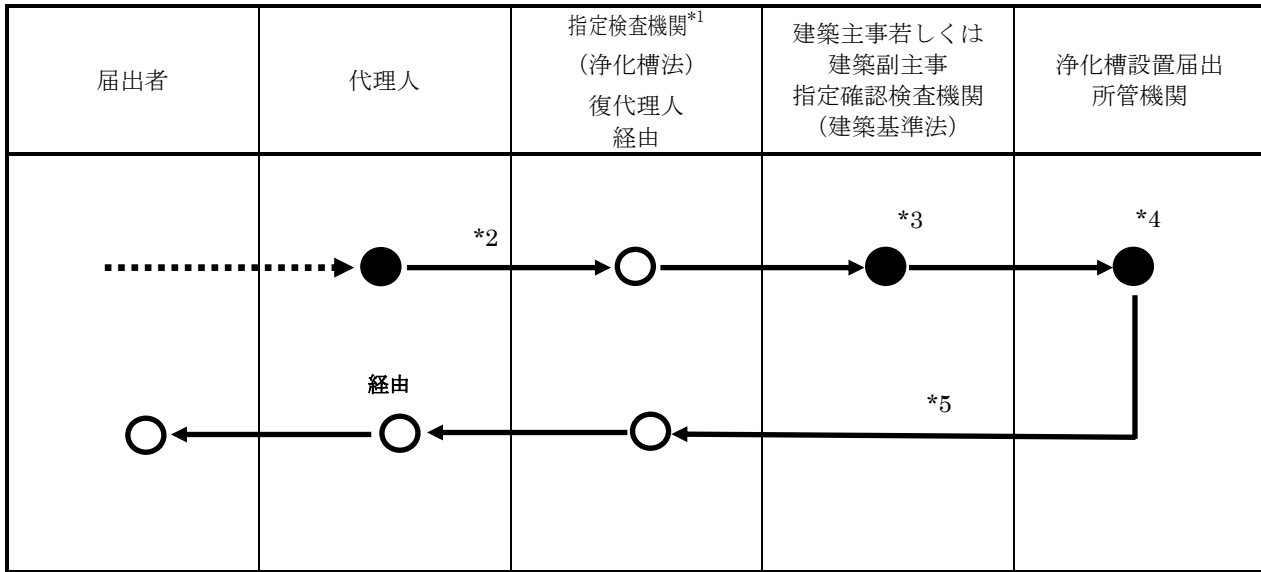 届出者
代理人
指定検査機関*1
（浄化槽法）
復代理人
経由
建築主事若しくは
建築副主事
指定確認検査機関
（建築基準法）
浄化槽設置届出
所管機関
*2
*3
*4
経由
*5